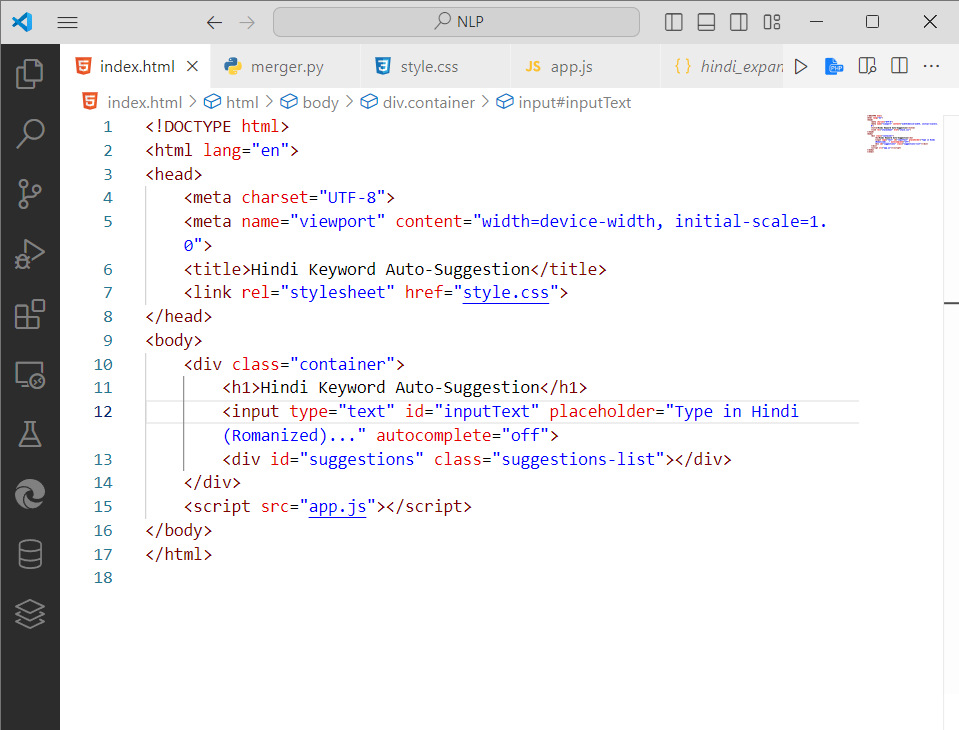 NLP
index.html
merger.py
style.css
JS app.js
{} hindi_expan
PHP
index.html > html > body > div.container > input#inputText
1 <!DOCTYPE html>
2 <html lang="en">
3 <head>
4 <meta charset="UTF-8">
5 <meta name="viewport" content="width=device-width, initial-scale=1.
0">
6 <title>Hindi Keyword Auto-Suggestion</title>
7 <link rel="stylesheet" href="style.css">
8 </head>
9 <body>
10 <div class="container">
11 <h1>Hindi Keyword Auto-Suggestion</h1>
12 <input type="text" id="inputText" placeholder="Type in Hindi
(Romanized)..." autocomplete="off">
13 <div id="suggestions" class="suggestions-list"></div>
14 </div>
15 <script src="app.js"></script>
16 </body>
17 </html>
18